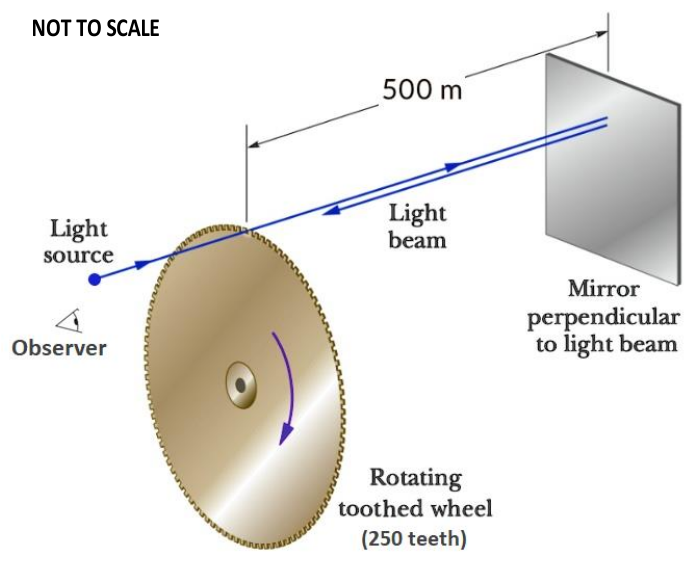 NOT TO SCALE
500 m
Light
source
Light
beam
Observer
Mirror
perpendicular
to light beam
Rotating
toothed wheel
(250 teeth)